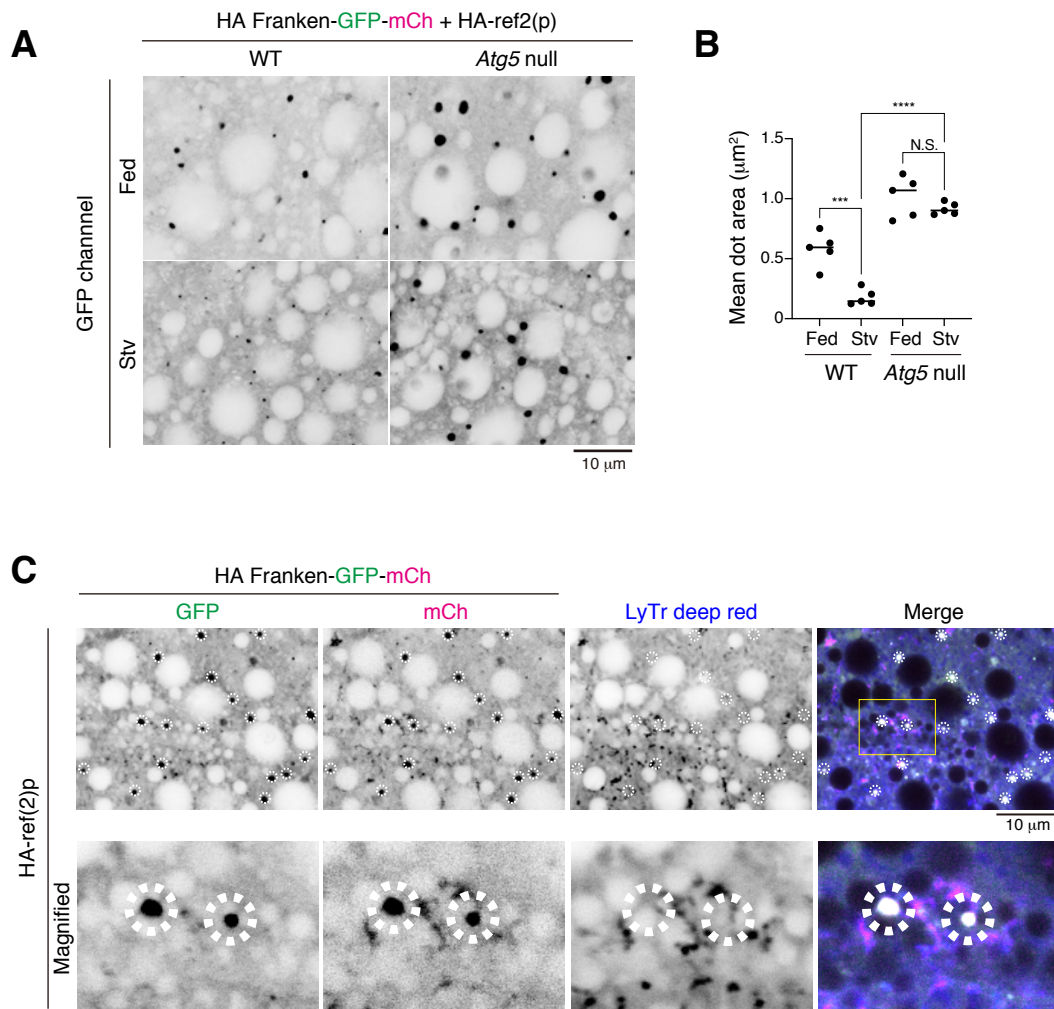 A
HA Franken-GFP-mCh + HA-ref2(p)
WT
Atg5 null
GFP channnel
Fed
Stv
10 μm
B
Mean dot area (μm²)
1.5
1.0
0.5
0
****
N.S.
***
Fed Stv Fed Stv
WT Atg5 null
C
HA Franken-GFP-mCh
GFP mCh LyTr deep red Merge
HA-ref(2)p
10 μm
Magnified